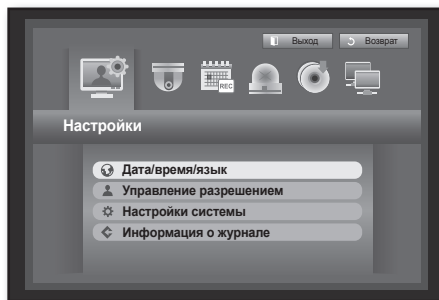 Выход Возврат
REC
Настройки
Дата/время/язык
Управление разрешением
Настройки системы
Информация о журнале